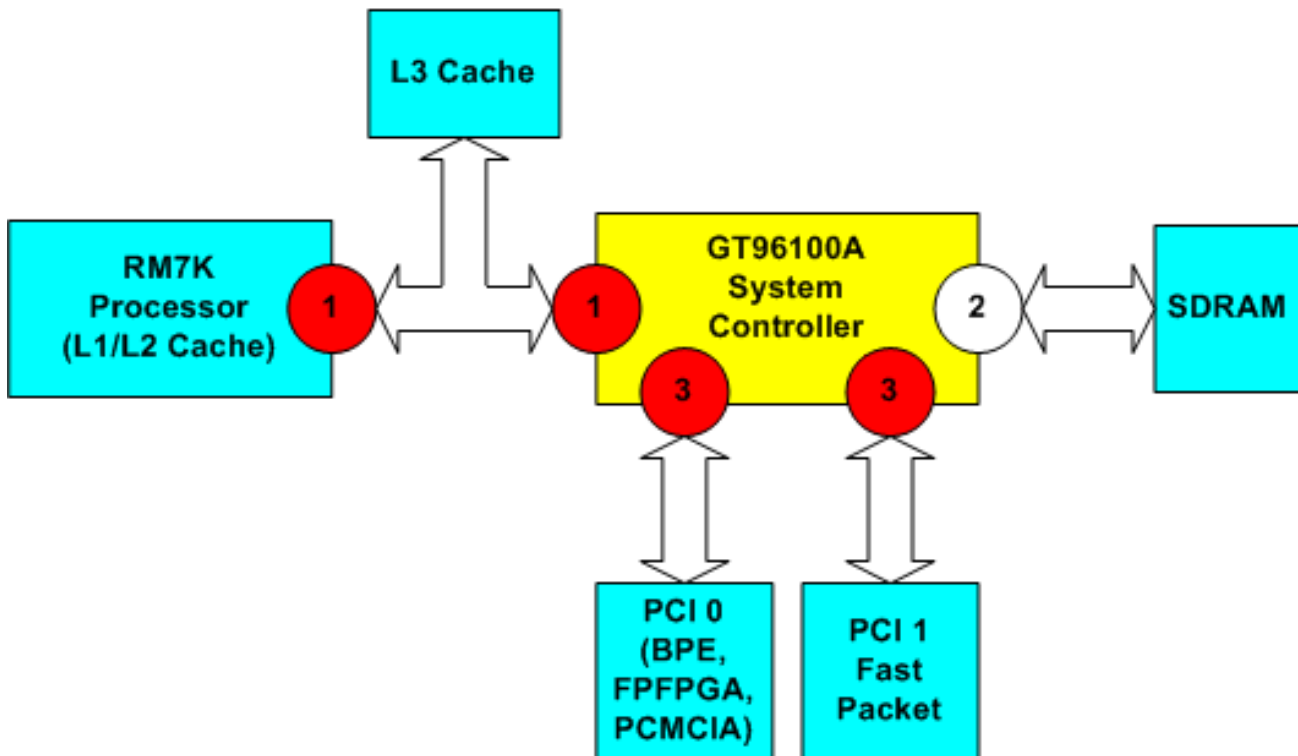 L3 Cache
RM7K
Processor
(L1/L2 Cache)
1
1
GT96100A
System
Controller
2
SDRAM
3
3
PCI 0
(BPE,
FPFPGA,
PCMCIA)
PCI 1
Fast
Packet